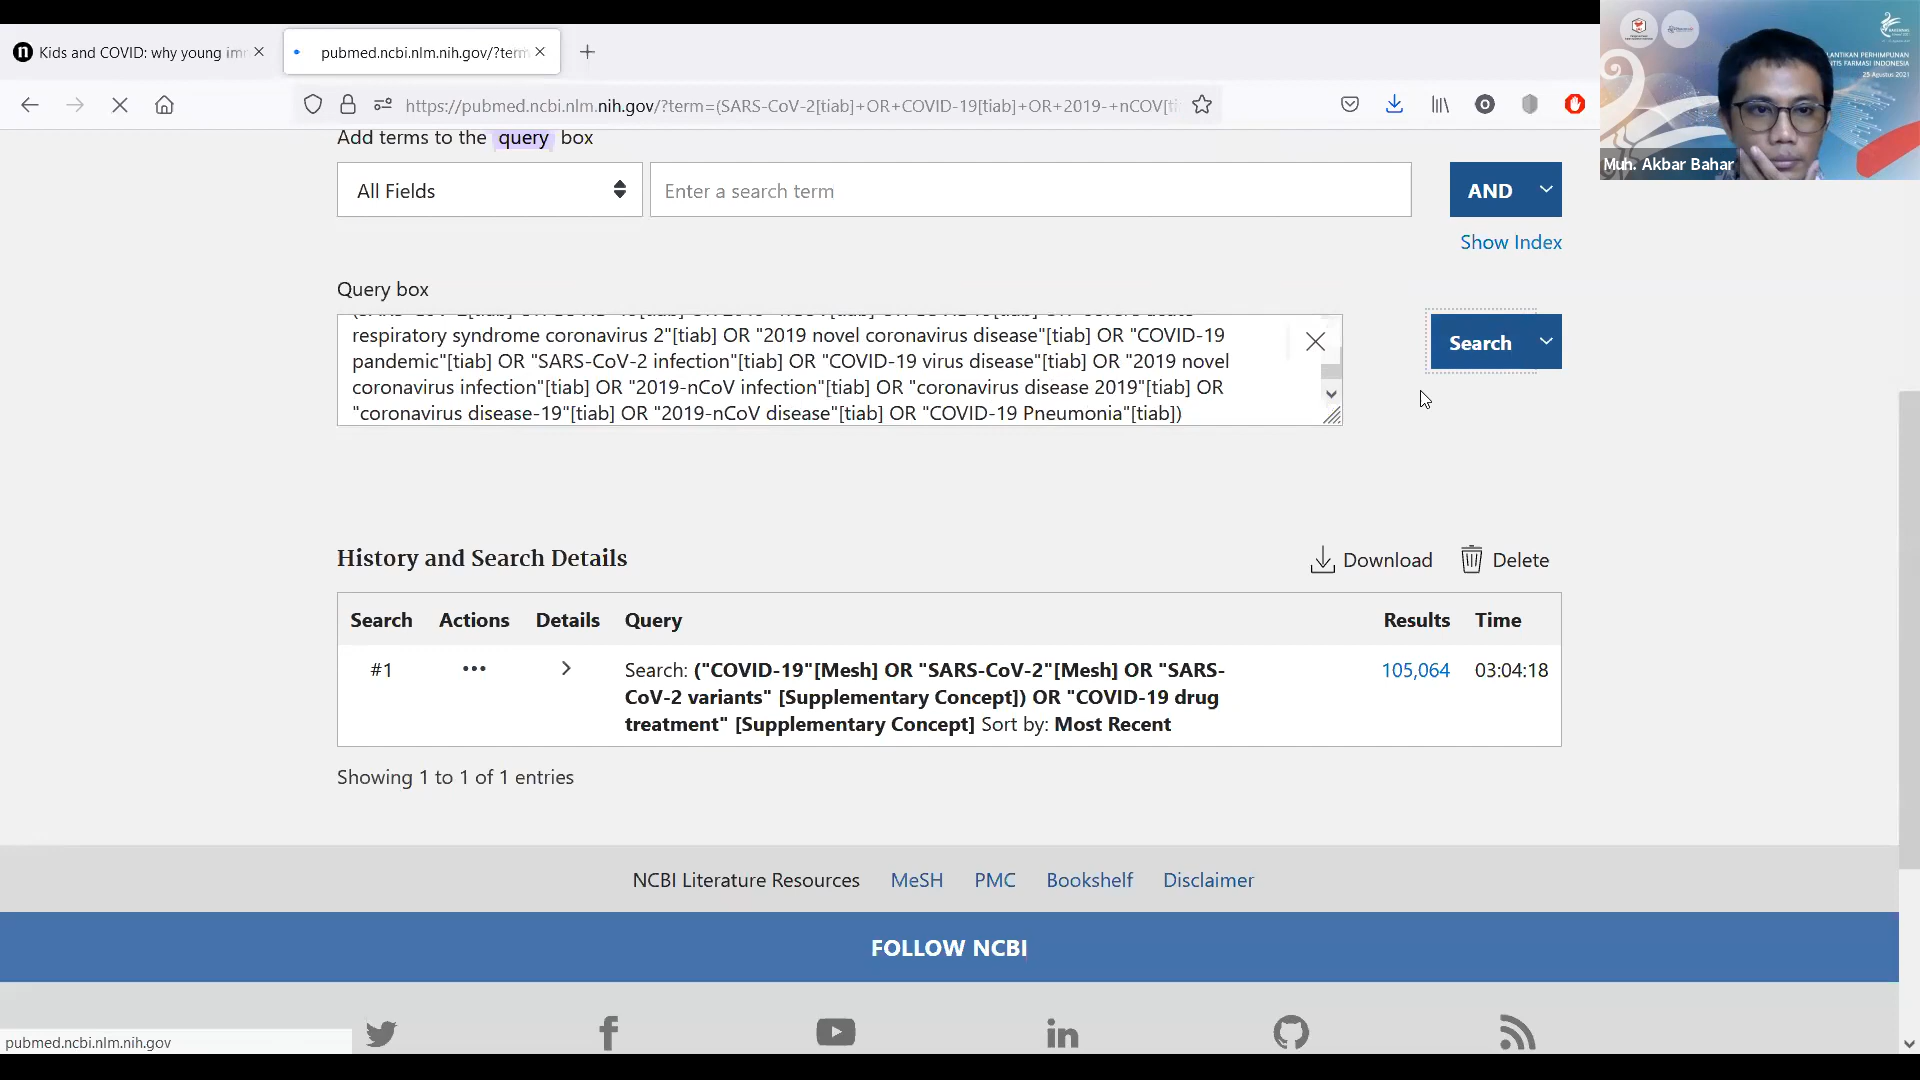 Kids and COVID: why young im
pubmed.ncbi.nlm.nih.gov/?term
https://pubmed.ncbi.nlm.nih.gov/?term=(SARS-CoV-2[tiab]+OR+COVID-19[tiab]+OR+2019-+nCOV[ti
ANTIKAN PERHIMPUNAN
TIS FARMASI INDONESIA
25 Agustus 2021
Muh. Akbar Bahar
Add terms to the query box
All Fields
Enter a search term
AND
Show Index
Query box
respiratory syndrome coronavirus 2"[tiab] OR "2019 novel coronavirus disease"[tiab] OR "COVID-19
pandemic"[tiab] OR "SARS-CoV-2 infection"[tiab] OR "COVID-19 virus disease"[tiab] OR "2019 novel
coronavirus infection"[tiab] OR "2019-nCoV infection"[tiab] OR "coronavirus disease 2019"[tiab] OR
"coronavirus disease-19"[tiab] OR "2019-nCoV disease"[tiab] OR "COVID-19 Pneumonia"[tiab])
Search
History and Search Details
Download
Delete
Search Actions Details Query Results Time
#1 Search: ("COVID-19"[Mesh] OR "SARS-CoV-2"[Mesh] OR "SARS- 105,064 03:04:18
CoV-2 variants" [Supplementary Concept]) OR "COVID-19 drug
treatment" [Supplementary Concept] Sort by: Most Recent
Showing 1 to 1 of 1 entries
NCBI Literature Resources MeSH PMC Bookshelf Disclaimer
FOLLOW NCBI
pubmed.ncbi.nlm.nih.gov